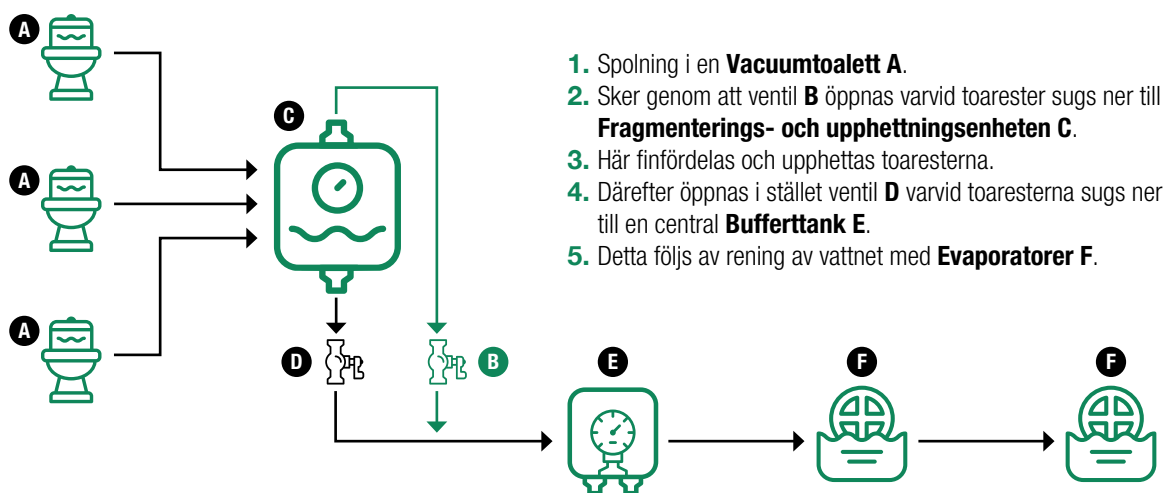 A
1. Spolning i en Vacuumtoalett A.
2. Sker genom att ventil B öppnas varvid toarester sugs ner till
Fragmenterings- och upphettningsenheten C.
3. Här finfördelas och upphettas toaresterna.
4. Därefter öppnas i stället ventil D varvid toaresterna sugs ner
till en central Bufferttank E.
5. Detta följs av rening av vattnet med Evaporatorer F.
C
A
A
D
B
E
F
F